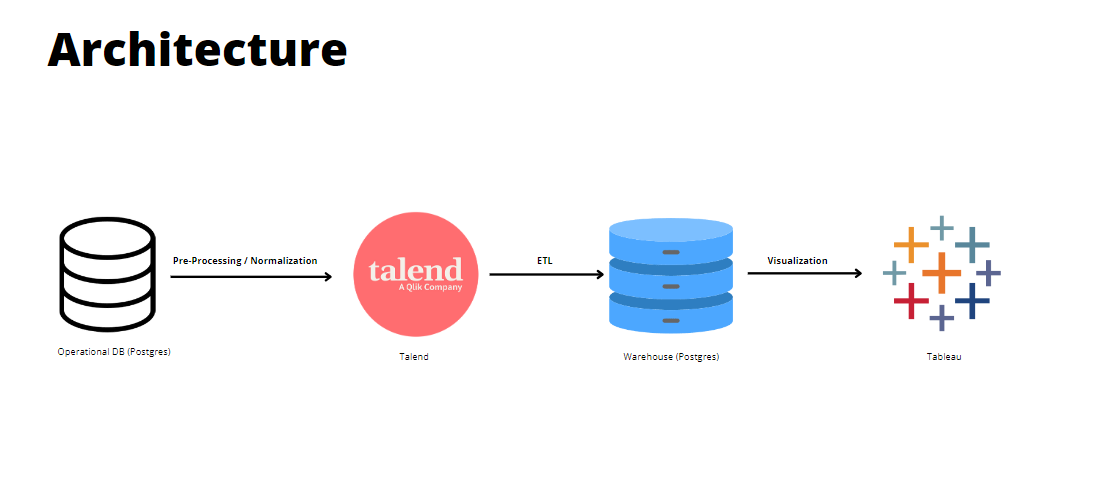 Architecture
Pre-Processing / Normalization
ETL
Visualization
talend
A Qlik Company
Operational DB (Postgres)
Talend
Warehouse (Postgres)
Tableau